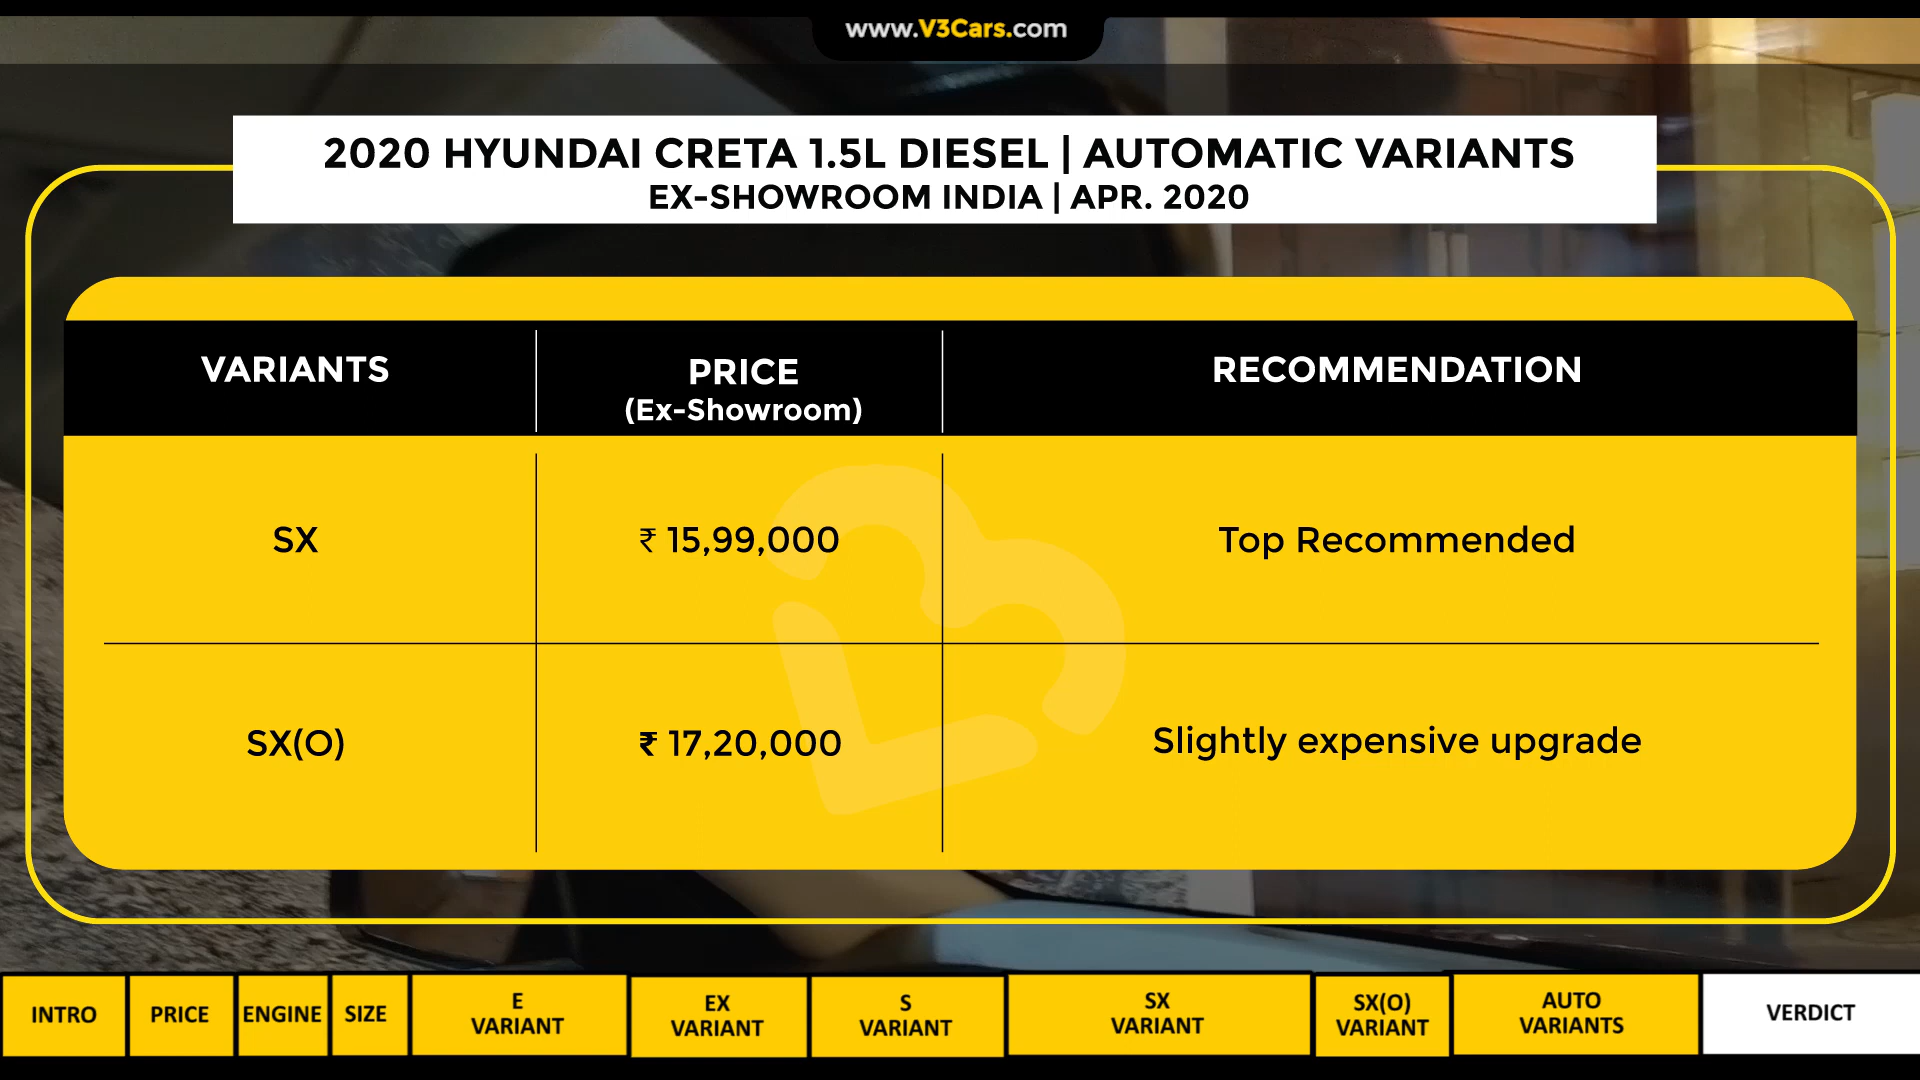 www.V3Cars.com
2020 HYUNDAI CRETA 1.5L DIESEL | AUTOMATIC VARIANTS
EX-SHOWROOM INDIA | APR. 2020
VARIANTS
PRICE
(Ex-Showroom)
RECOMMENDATION
SX
₹ 15,99,000
Top Recommended
SX(O)
₹ 17,20,000
Slightly expensive upgrade
INTRO
PRICE
ENGINE
SIZE
E
VARIANT
EX
VARIANT
S
VARIANT
SX
VARIANT
SX(O)
VARIANT
AUTO
VARIANTS
VERDICT